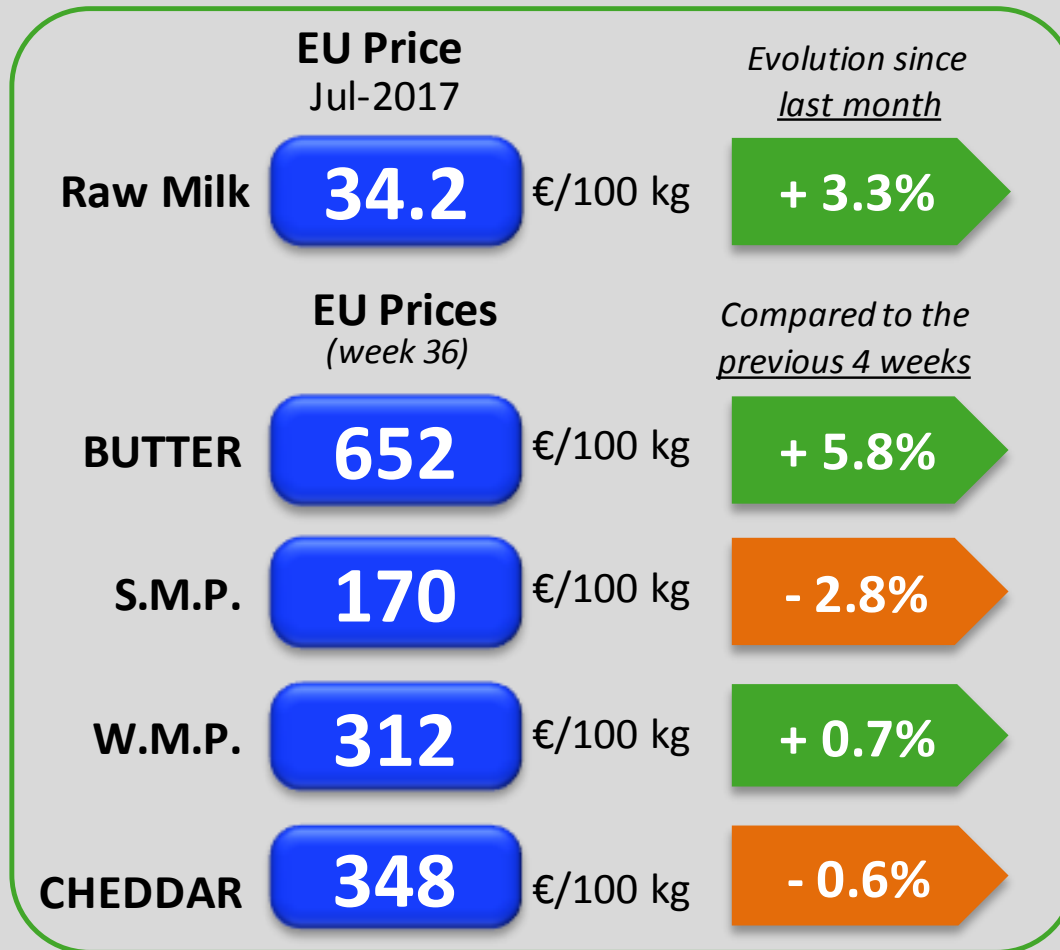 EU Price
Jul-2017
Evolution since
last month
Raw Milk 34.2 €/100 kg + 3.3%
EU Prices
(week 36)
Compared to the
previous 4 weeks
BUTTER 652 €/100 kg + 5.8%
S.M.P. 170 €/100 kg - 2.8%
W.M.P. 312 €/100 kg + 0.7%
CHEDDAR 348 €/100 kg - 0.6%